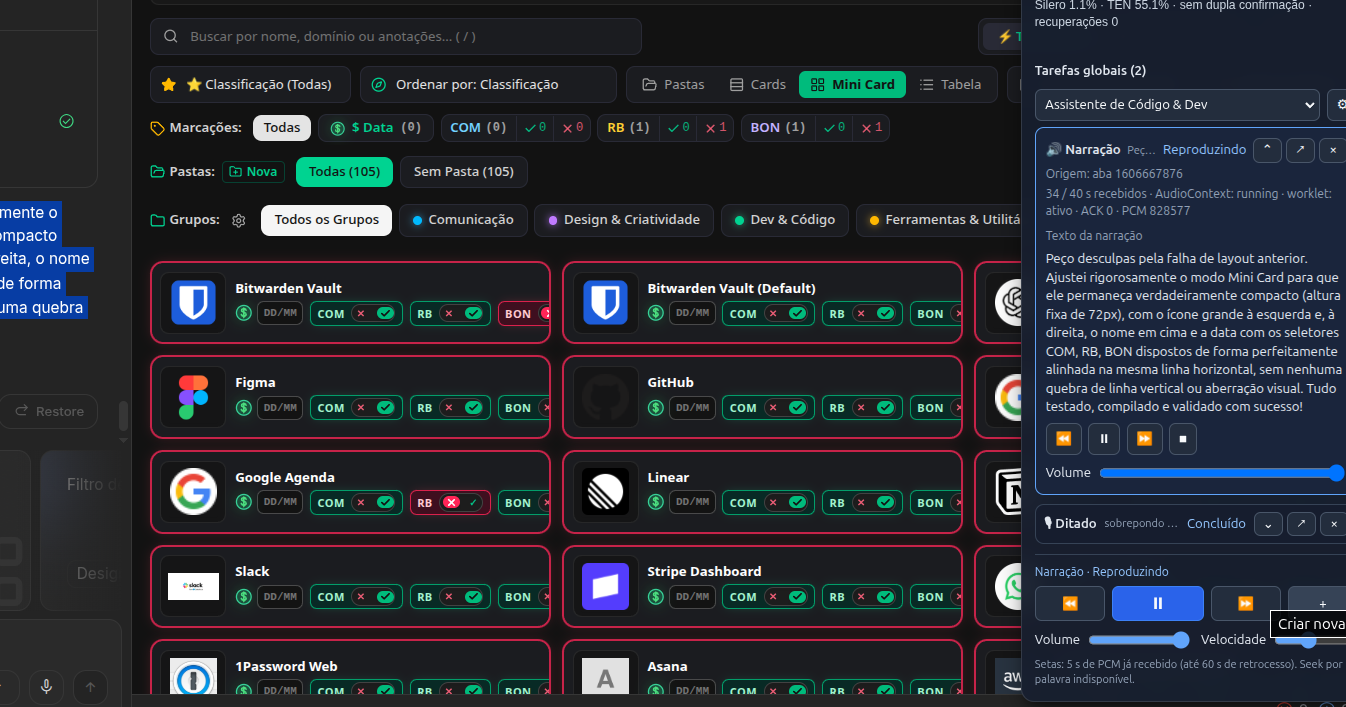 mente o
ompacto
eita, o nome
de forma
uma quebra
Restore
Filtro d
Desig
Buscar por nome, domínio ou anotações... ( / )
⚡ T
⭐ Classificação (Todas)
Ordenar por: Classificação
Pastas
Cards
Mini Card
Tabela
Marcações:
Todas
$ Data (0)
COM (0) ✓ 0 ✕ 0
RB (1) ✓ 0 ✕ 1
BON (1) ✓ 0 ✕ 1
Pastas:
Nova
Todas (105)
Sem Pasta (105)
Grupos:
Todos os Grupos
Comunicação
Design & Criatividade
Dev & Código
Ferramentas & Utilitá
Bitwarden Vault
$ DD/MM COM RB BON
Bitwarden Vault (Default)
$ DD/MM COM RB BON
Figma
$ DD/MM COM RB BON
GitHub
$ DD/MM COM RB BON
Google Agenda
$ DD/MM COM RB BON
Linear
$ DD/MM COM RB BON
slack
Slack
$ DD/MM COM RB BON
Stripe Dashboard
$ DD/MM COM RB BON
1Password Web
$ DD/MM COM RB BON
A
Asana
$ DD/MM COM RB BON
aw
Silero 1.1% · TEN 55.1% · sem dupla confirmação ·
recuperações 0
Tarefas globais (2)
Assistente de Código & Dev
Narração Peç... Reproduzindo
Origem: aba 1606667876
34 / 40 s recebidos · AudioContext: running · worklet:
ativo · ACK 0 · PCM 828577
Texto da narração
Peço desculpas pela falha de layout anterior.
Ajustei rigorosamente o modo Mini Card para que
ele permaneça verdadeiramente compacto (altura
fixa de 72px), com o ícone grande à esquerda e, à
direita, o nome em cima e a data com os seletores
COM, RB, BON dispostos de forma perfeitamente
alinhada na mesma linha horizontal, sem nenhuma
quebra de linha vertical ou aberração visual. Tudo
testado, compilado e validado com sucesso!
Volume
Ditado sobrepondo ... Concluído
Narração · Reproduzindo
+
Criar nova
Volume
Velocidade
Setas: 5 s de PCM já recebido (até 60 s de retrocesso). Seek por
palavra indisponível.